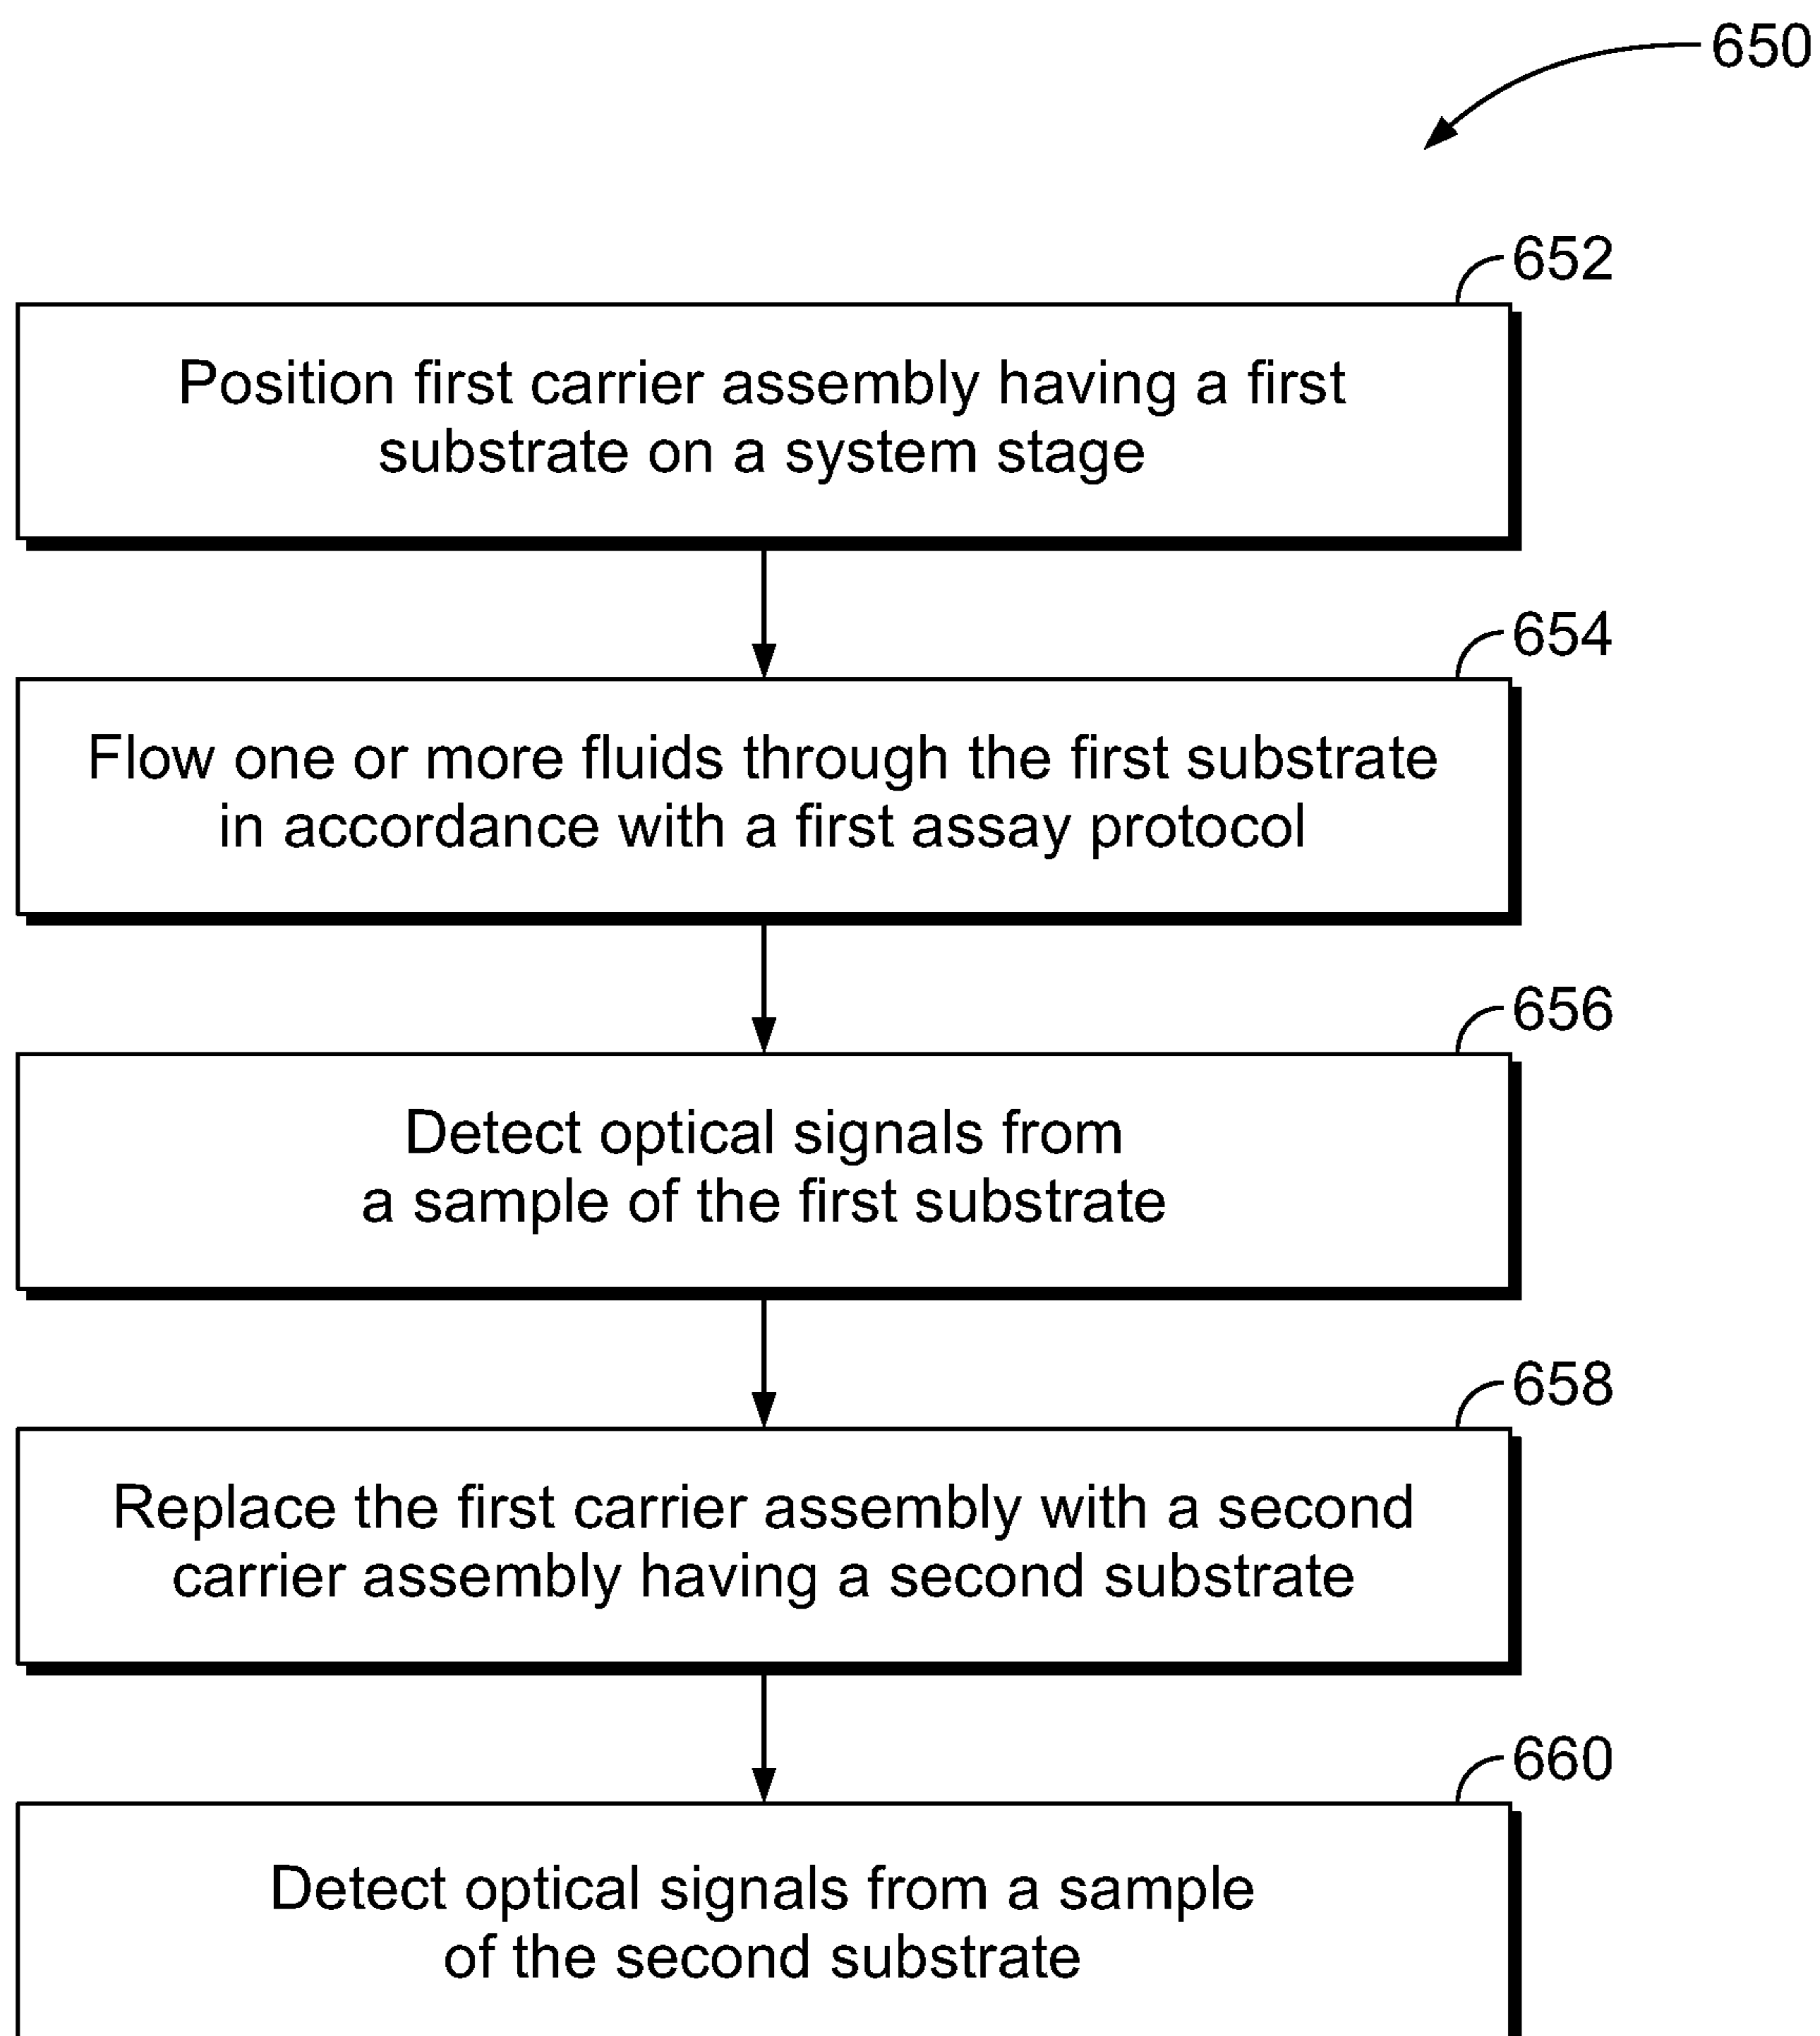 650
652
Position first carrier assembly having a first
substrate on a system stage
654
Flow one or more fluids through the first substrate
in accordance with a first assay protocol
656
Detect optical signals from
a sample of the first substrate
658
Replace the first carrier assembly with a second
carrier assembly having a second substrate
660
Detect optical signals from a sample
of the second substrate